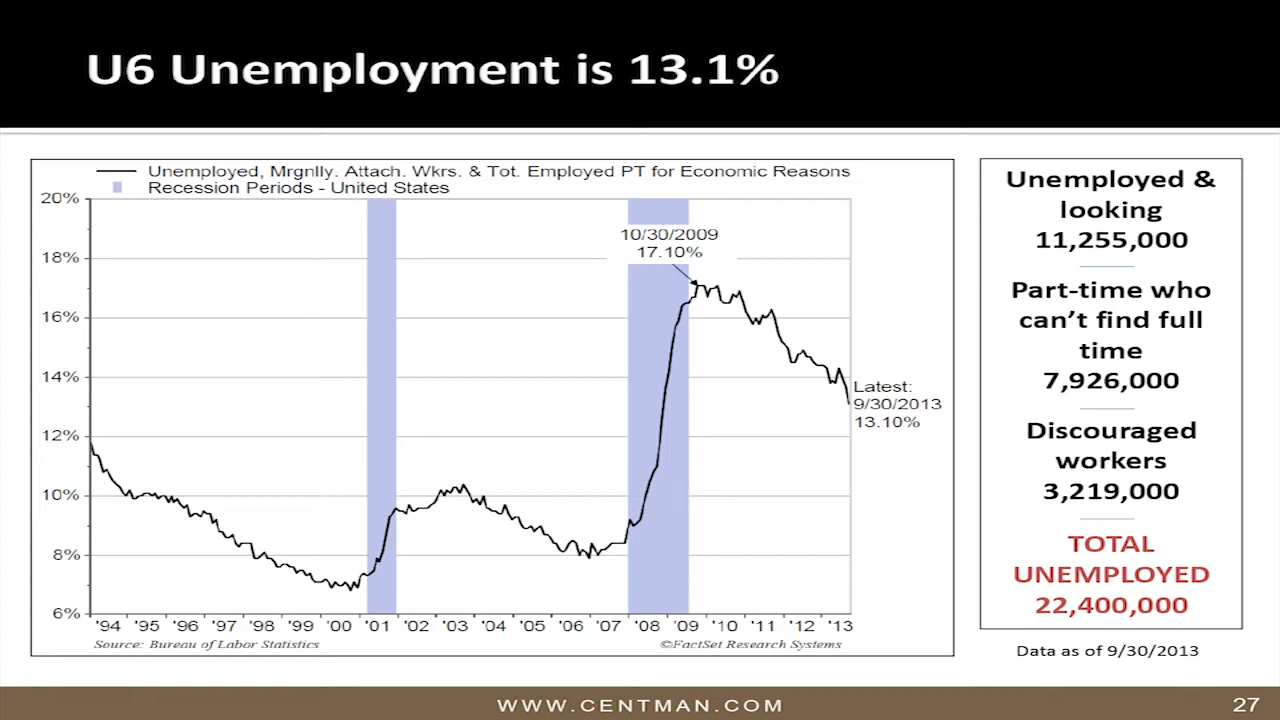 U6 Unemployment is 13.1%
Unemployed, Mrgnlly. Attach. Wkrs. & Tot. Employed PT for Economic Reasons
Recession Periods - United States
20%
18%
16%
14%
12%
10%
8%
6%
10/30/2009
17.10%
Latest:
9/30/2013
13.10%
'94 '95 '96 '97 '98 '99 '00 '01 '02 '03 '04 '05 '06 '07 '08 '09 '10 '11 '12 '13
Source: Bureau of Labor Statistics
©FactSet Research Systems
Unemployed &
looking
11,255,000
Part-time who
can't find full
time
7,926,000
Discouraged
workers
3,219,000
TOTAL
UNEMPLOYED
22,400,000
Data as of 9/30/2013
WWW.CENTMAN.COM
27